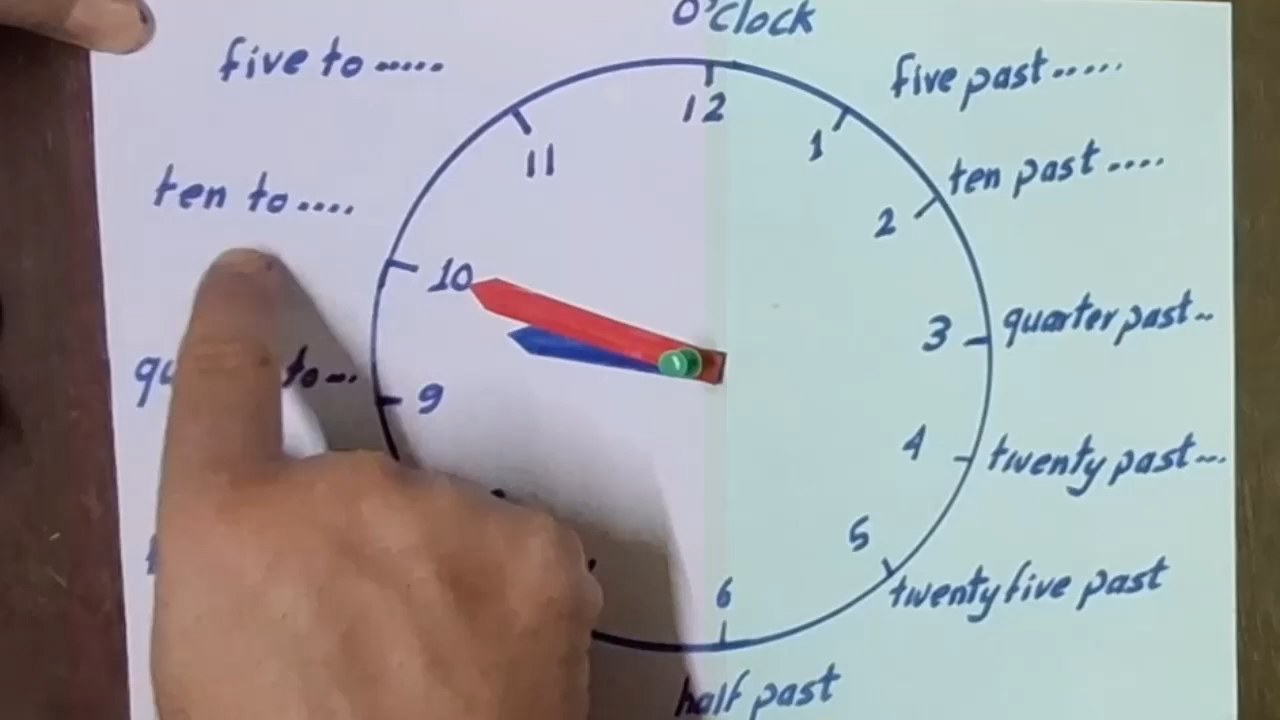 O'clock
five to.....
five past.....
12
11
1
ten to....
ten past....
2
10
3
quarter past..
to...
9
4
twenty past...
5
twenty five past
6
half past